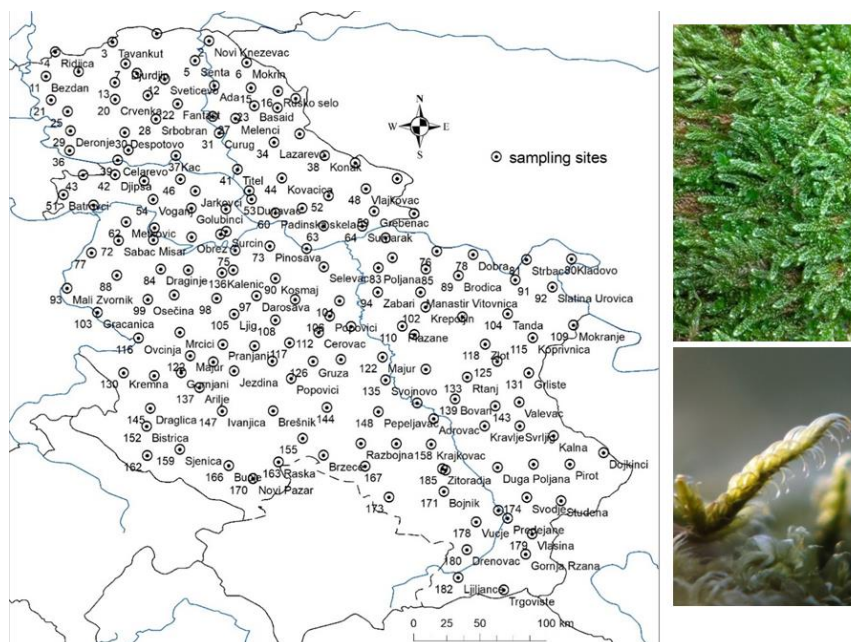 3 Tavankut
4 Ridjica
2
Novi Knezevac
7 Djurdjin
5 Senta
6 Mokrin
11 Bezdan
13
12 Sveticevo
Ada
15
16 Rusko selo
21
20 Crvenka
22 Fantast
23 Basaid
25
28 Srbobran
27 Melenci
29 Deronje
30 Despotovo
31 Curug
34 Lazarevo
36
37 Kac
38 Konak
39 Celarevo
41 Titel
42 Djipsa
43
44 Kovacica
46
48 Vlajkovac
51 Batrovci
Jarkovci
52
53 Dunavac
54 Voganj
59 Grebenac
Golubinci
60 Padinska skela
62 Metkovic
63
64 Sumarak
72 Sabac
Misar
Obrez
Surcin
73 Pinosava
75
76
77
78 Dobra
81 Strbac
80 Kladovo
84 Draginje
136 Kalenic
Selevac
83 Poljana
85
89 Brodica
88
90 Kosmaj
91
92 Slatina
Urovica
93 Mali Zvornik
94 Zabari
Manastir Vitovnica
99 Osečina
98
97 Darosava
103 Gracanica
105 Ljig
Popovici
102 Krepolin
104 Tanda
108
109 Mokranje
110 Plazane
112 Cerovac
115 Koprivnica
Ovcinja
Mrcici
Majur
Pranjani
117
118 Zlot
122 Majur
125
130 Kremna
Gornjani
Jezdina
126 Gruza
Popovici
131 Grliste
133 Rtanj
135 Svojnovo
137 Arilje
139 Bovan
143
Valevac
144
145 Draglica
147 Ivanjica
Brešnik
148 Pepeljavac
Adrovac
152 Bistrica
Kravlje
Svrljig
155
Kalna
158 Krajkovac
159 Sjenica
162
163 Raska
Brzece
Razbojna
Dojkinci
166 Buđe
167
185 Zitoradja
Duga Poljana
Pirot
170 Novi Pazar
171 Bojnik
173
174 Svodje
Studena
178 Vucje
Predejane
179 Vlasina
180 Drenovac
Gornja Rzana
182 Ljiljance
Trgoviste
N
W E
S
sampling sites
0 25 50 100 km